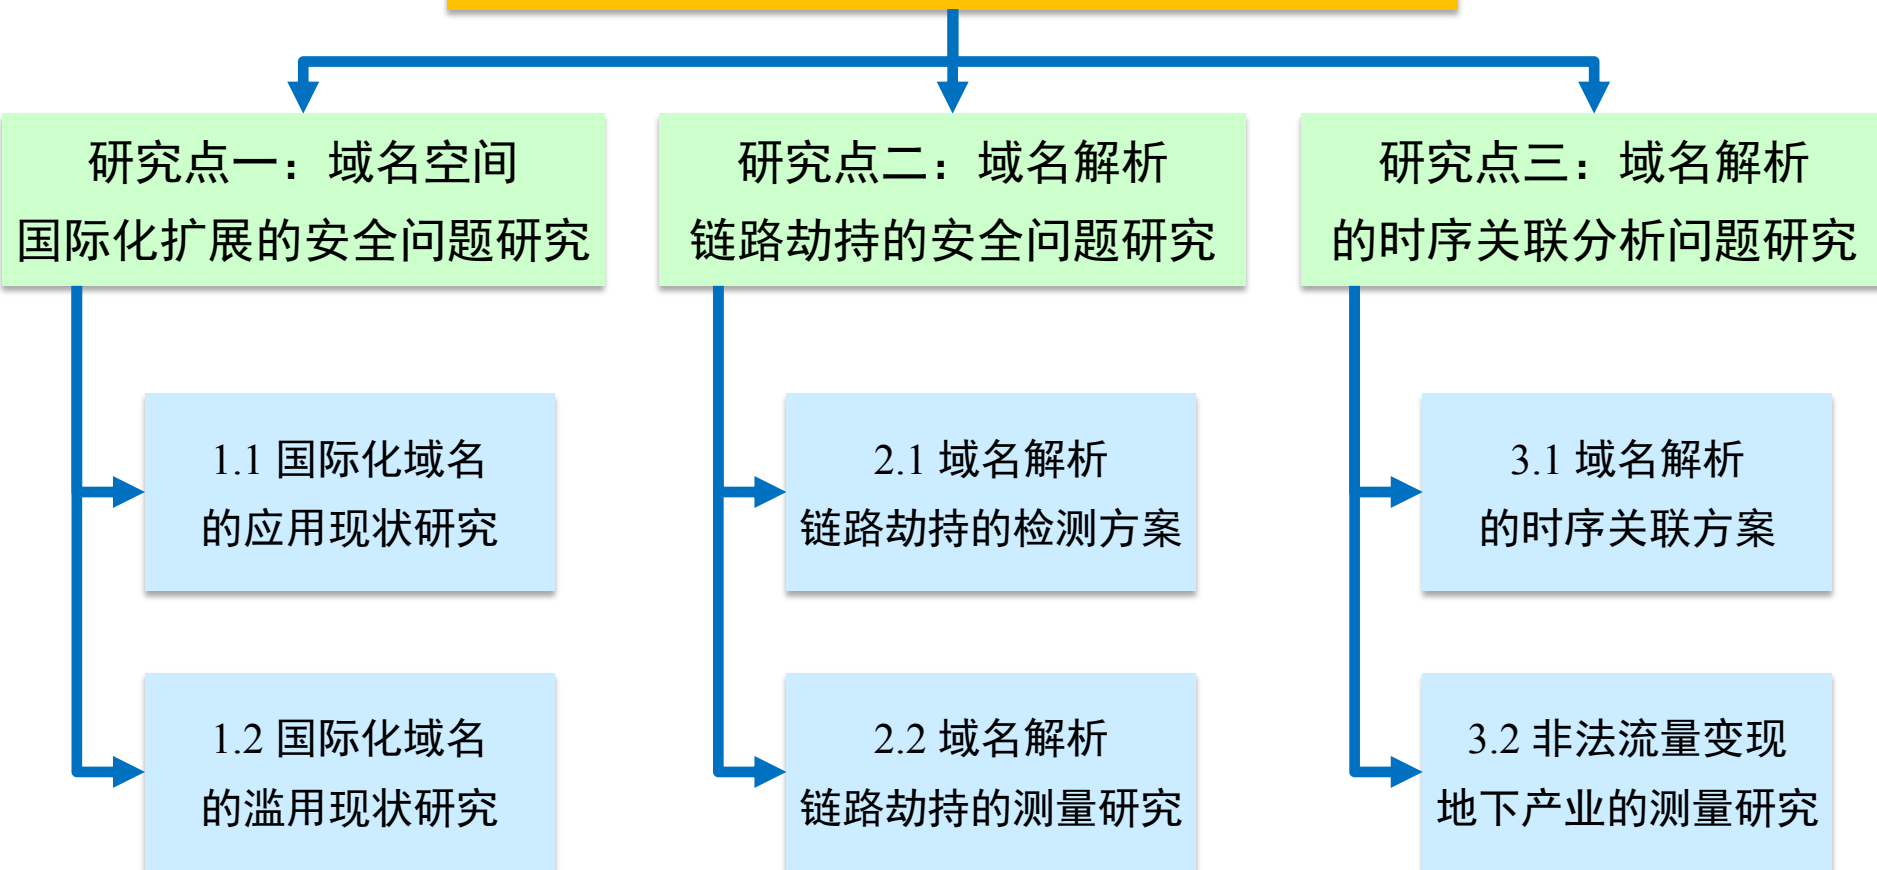 研究点一：域名空间
国际化扩展的安全问题研究
研究点二：域名解析
链路劫持的安全问题研究
研究点三：域名解析
的时序关联分析问题研究
1.1 国际化域名
的应用现状研究
2.1 域名解析
链路劫持的检测方案
3.1 域名解析
的时序关联方案
1.2 国际化域名
的滥用现状研究
2.2 域名解析
链路劫持的测量研究
3.2 非法流量变现
地下产业的测量研究